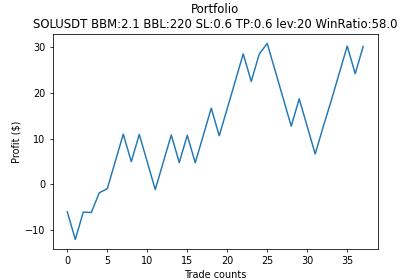 Portfolio
SOLUSDT BBM:2.1 BBL:220 SL:0.6 TP:0.6 lev:20 WinRatio:58.0
30
20
10
0
−10
Profit ($)
0 5 10 15 20 25 30 35
Trade counts